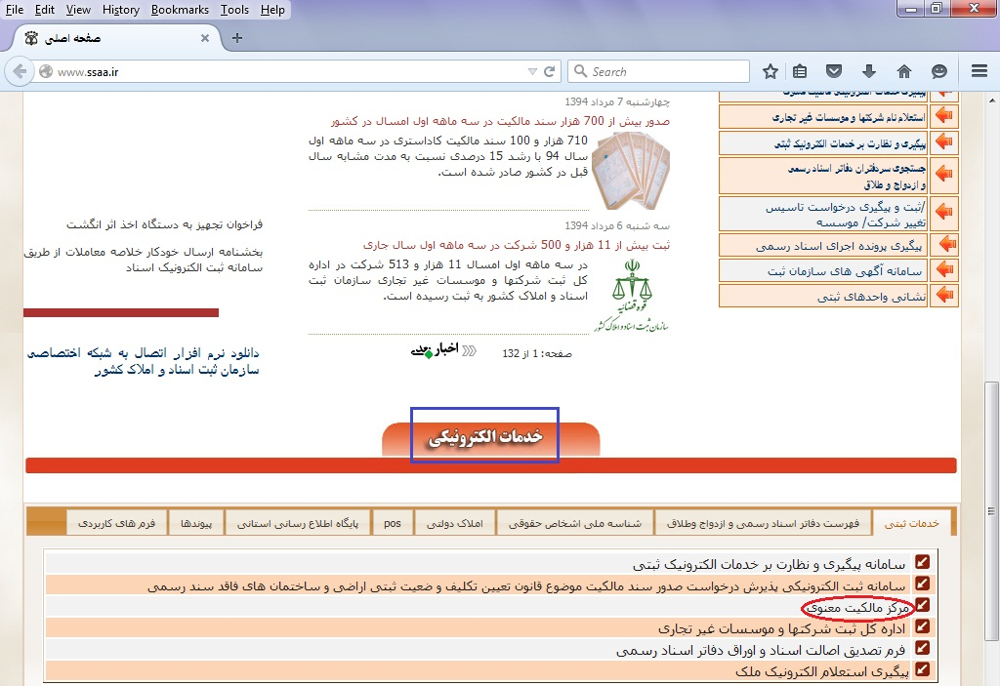 File Edit View History Bookmarks Tools Help
صفحه اصلی
www.ssaa.ir
Search
چهارشنبه 7 مرداد 1394
صدور بیش از 700 هزار سند مالکیت در سه ماهه اول امسال در کشور
710 هزار و 100 سند مالکیت کاداستری در سه ماهه اول
سال 94 با رشد 15 درصدی نسبت به مدت مشابه سال
قبل در کشور صادر شده است.
سه شنبه 6 مرداد 1394
ثبت بیش از 11 هزار و 500 شرکت در سه ماهه اول سال جاری
در سه ماهه اول امسال 11 هزار و 513 شرکت در اداره
کل ثبت شرکتها و موسسات غیر تجاری سازمان ثبت
اسناد و املاک کشور به ثبت رسیده است.
قوه قضائیه
سازمان ثبت اسناد و املاک کشور
صفحه: 1 از 132
اخبار بعدی
پیگیری خدمات الکترونیکی مالکیت معنوی
استعلام نام شرکتها و موسسات غیر تجاری
پیگیری و نظارت بر خدمات الکترونیک ثبتی
جستجوی سردفتران دفاتر اسناد رسمی
و ازدواج و طلاق
ثبت و پیگیری درخواست تاسیس/
تغییر شرکت/ موسسه
پیگیری پرونده اجرای اسناد رسمی
سامانه آگهی های سازمان ثبت
نشانی واحدهای ثبتی
فراخوان تجهیز به دستگاه اخذ اثر انگشت
بخشنامه ارسال خودکار خلاصه معاملات از طریق
سامانه ثبت الکترونیک اسناد
دانلود نرم افزار اتصال به شبکه اختصاصی
سازمان ثبت اسناد و املاک کشور
خدمات الکترونیکی
خدمات ثبتی
فهرست دفاتر اسناد رسمی و ازدواج وطلاق
شناسه ملی اشخاص حقوقی
املاک دولتی
pos
پایگاه اطلاع رسانی استانی
پیوندها
فرم های کاربردی
سامانه پیگیری و نظارت بر خدمات الکترونیک ثبتی
سامانه ثبت الکترونیکی پذیرش درخواست صدور سند مالکیت موضوع قانون تعیین تکلیف و ضعیت ثبتی اراضی و ساختمان های فاقد سند رسمی
مرکز مالکیت معنوی
اداره کل ثبت شرکتها و موسسات غیر تجاری
فرم تصدیق اصالت اسناد و اوراق دفاتر اسناد رسمی
پیگیری استعلام الکترونیک ملک